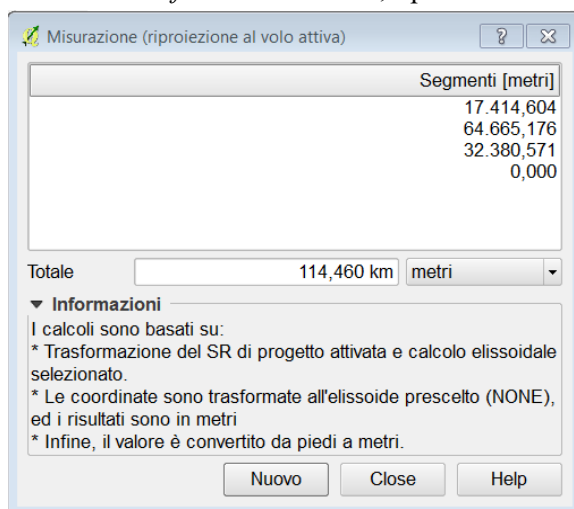 Misurazione (riproiezione al volo attiva)
Segmenti [metri]
17.414,604
64.665,176
32.380,571
0,000
Totale 114,460 km metri
Informazioni
I calcoli sono basati su:
* Trasformazione del SR di progetto attivata e calcolo elissoidale
selezionato.
* Le coordinate sono trasformate all'elissoide prescelto (NONE),
ed i risultati sono in metri
* Infine, il valore è convertito da piedi a metri.
Nuovo Close Help